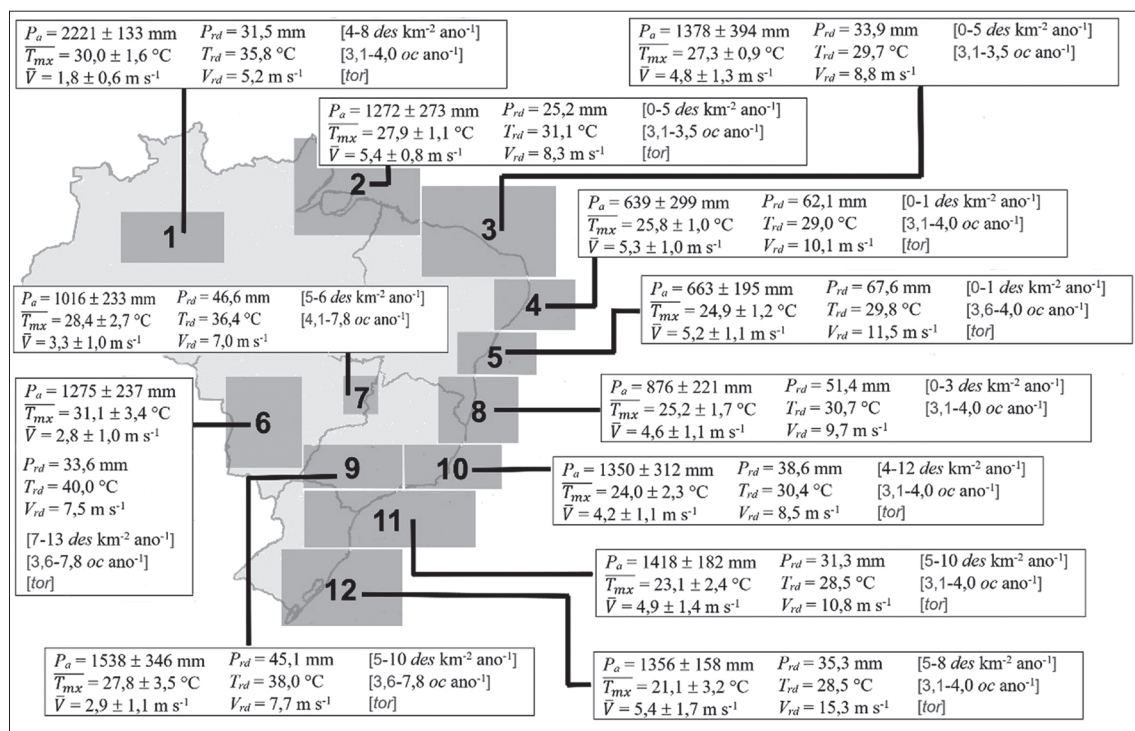 Pa = 2221 ± 133 mm Prd = 31,5 mm [4-8 des km-2 ano-1]
Tmx = 30,0 ± 1,6 °C Trd = 35,8 °C [3,1-4,0 oc ano-1]
V̄ = 1,8 ± 0,6 m s-1 Vrd = 5,2 m s-1 [tor]
Pa = 1378 ± 394 mm Prd = 33,9 mm [0-5 des km-2 ano-1]
Tmx = 27,3 ± 0,9 °C Trd = 29,7 °C [3,1-3,5 oc ano-1]
V̄ = 4,8 ± 1,3 m s-1 Vrd = 8,8 m s-1
Pa = 1272 ± 273 mm Prd = 25,2 mm [0-5 des km-2 ano-1]
Tmx = 27,9 ± 1,1 °C Trd = 31,1 °C [3,1-3,5 oc ano-1]
V̄ = 5,4 ± 0,8 m s-1 Vrd = 8,3 m s-1 [tor]
2
1
3
Pa = 639 ± 299 mm Prd = 62,1 mm [0-1 des km-2 ano-1]
Tmx = 25,8 ± 1,0 °C Trd = 29,0 °C [3,1-4,0 oc ano-1]
V̄ = 5,3 ± 1,0 m s-1 Vrd = 10,1 m s-1 [tor]
4
Pa = 1016 ± 233 mm Prd = 46,6 mm [5-6 des km-2 ano-1]
Tmx = 28,4 ± 2,7 °C Trd = 36,4 °C [4,1-7,8 oc ano-1]
V̄ = 3,3 ± 1,0 m s-1 Vrd = 7,0 m s-1
Pa = 663 ± 195 mm Prd = 67,6 mm [0-1 des km-2 ano-1]
Tmx = 24,9 ± 1,2 °C Trd = 29,8 °C [3,6-4,0 oc ano-1]
V̄ = 5,2 ± 1,1 m s-1 Vrd = 11,5 m s-1 [tor]
5
7
8
6
Pa = 1275 ± 237 mm
Tmx = 31,1 ± 3,4 °C
V̄ = 2,8 ± 1,0 m s-1
Prd = 33,6 mm
Trd = 40,0 °C
Vrd = 7,5 m s-1
[7-13 des km-2 ano-1]
[3,6-7,8 oc ano-1]
[tor]
Pa = 876 ± 221 mm Prd = 51,4 mm [0-3 des km-2 ano-1]
Tmx = 25,2 ± 1,7 °C Trd = 30,7 °C [3,1-4,0 oc ano-1]
V̄ = 4,6 ± 1,1 m s-1 Vrd = 9,7 m s-1
9
10
Pa = 1350 ± 312 mm Prd = 38,6 mm [4-12 des km-2 ano-1]
Tmx = 24,0 ± 2,3 °C Trd = 30,4 °C [3,1-4,0 oc ano-1]
V̄ = 4,2 ± 1,1 m s-1 Vrd = 8,5 m s-1 [tor]
11
Pa = 1418 ± 182 mm Prd = 31,3 mm [5-10 des km-2 ano-1]
Tmx = 23,1 ± 2,4 °C Trd = 28,5 °C [3,1-4,0 oc ano-1]
V̄ = 4,9 ± 1,4 m s-1 Vrd = 10,8 m s-1 [tor]
12
Pa = 1538 ± 346 mm Prd = 45,1 mm [5-10 des km-2 ano-1]
Tmx = 27,8 ± 3,5 °C Trd = 38,0 °C [3,6-7,8 oc ano-1]
V̄ = 2,9 ± 1,1 m s-1 Vrd = 7,7 m s-1 [tor]
Pa = 1356 ± 158 mm Prd = 35,3 mm [5-8 des km-2 ano-1]
Tmx = 21,1 ± 3,2 °C Trd = 28,5 °C [3,1-4,0 oc ano-1]
V̄ = 5,4 ± 1,7 m s-1 Vrd = 15,3 m s-1 [tor]